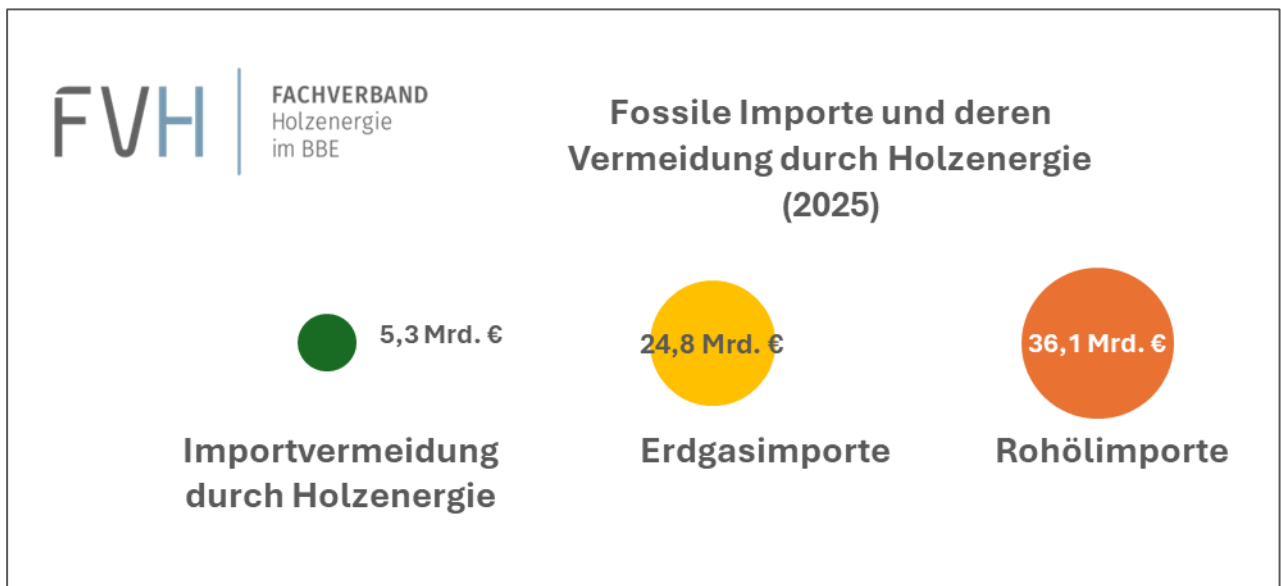 FVH
FACHVERBAND
Holzenergie
im BBE
Fossile Importe und deren
Vermeidung durch Holzenergie
(2025)
5,3 Mrd. €
24,8 Mrd. €
36,1 Mrd. €
Importvermeidung
durch Holzenergie
Erdgasimporte
Rohölimporte